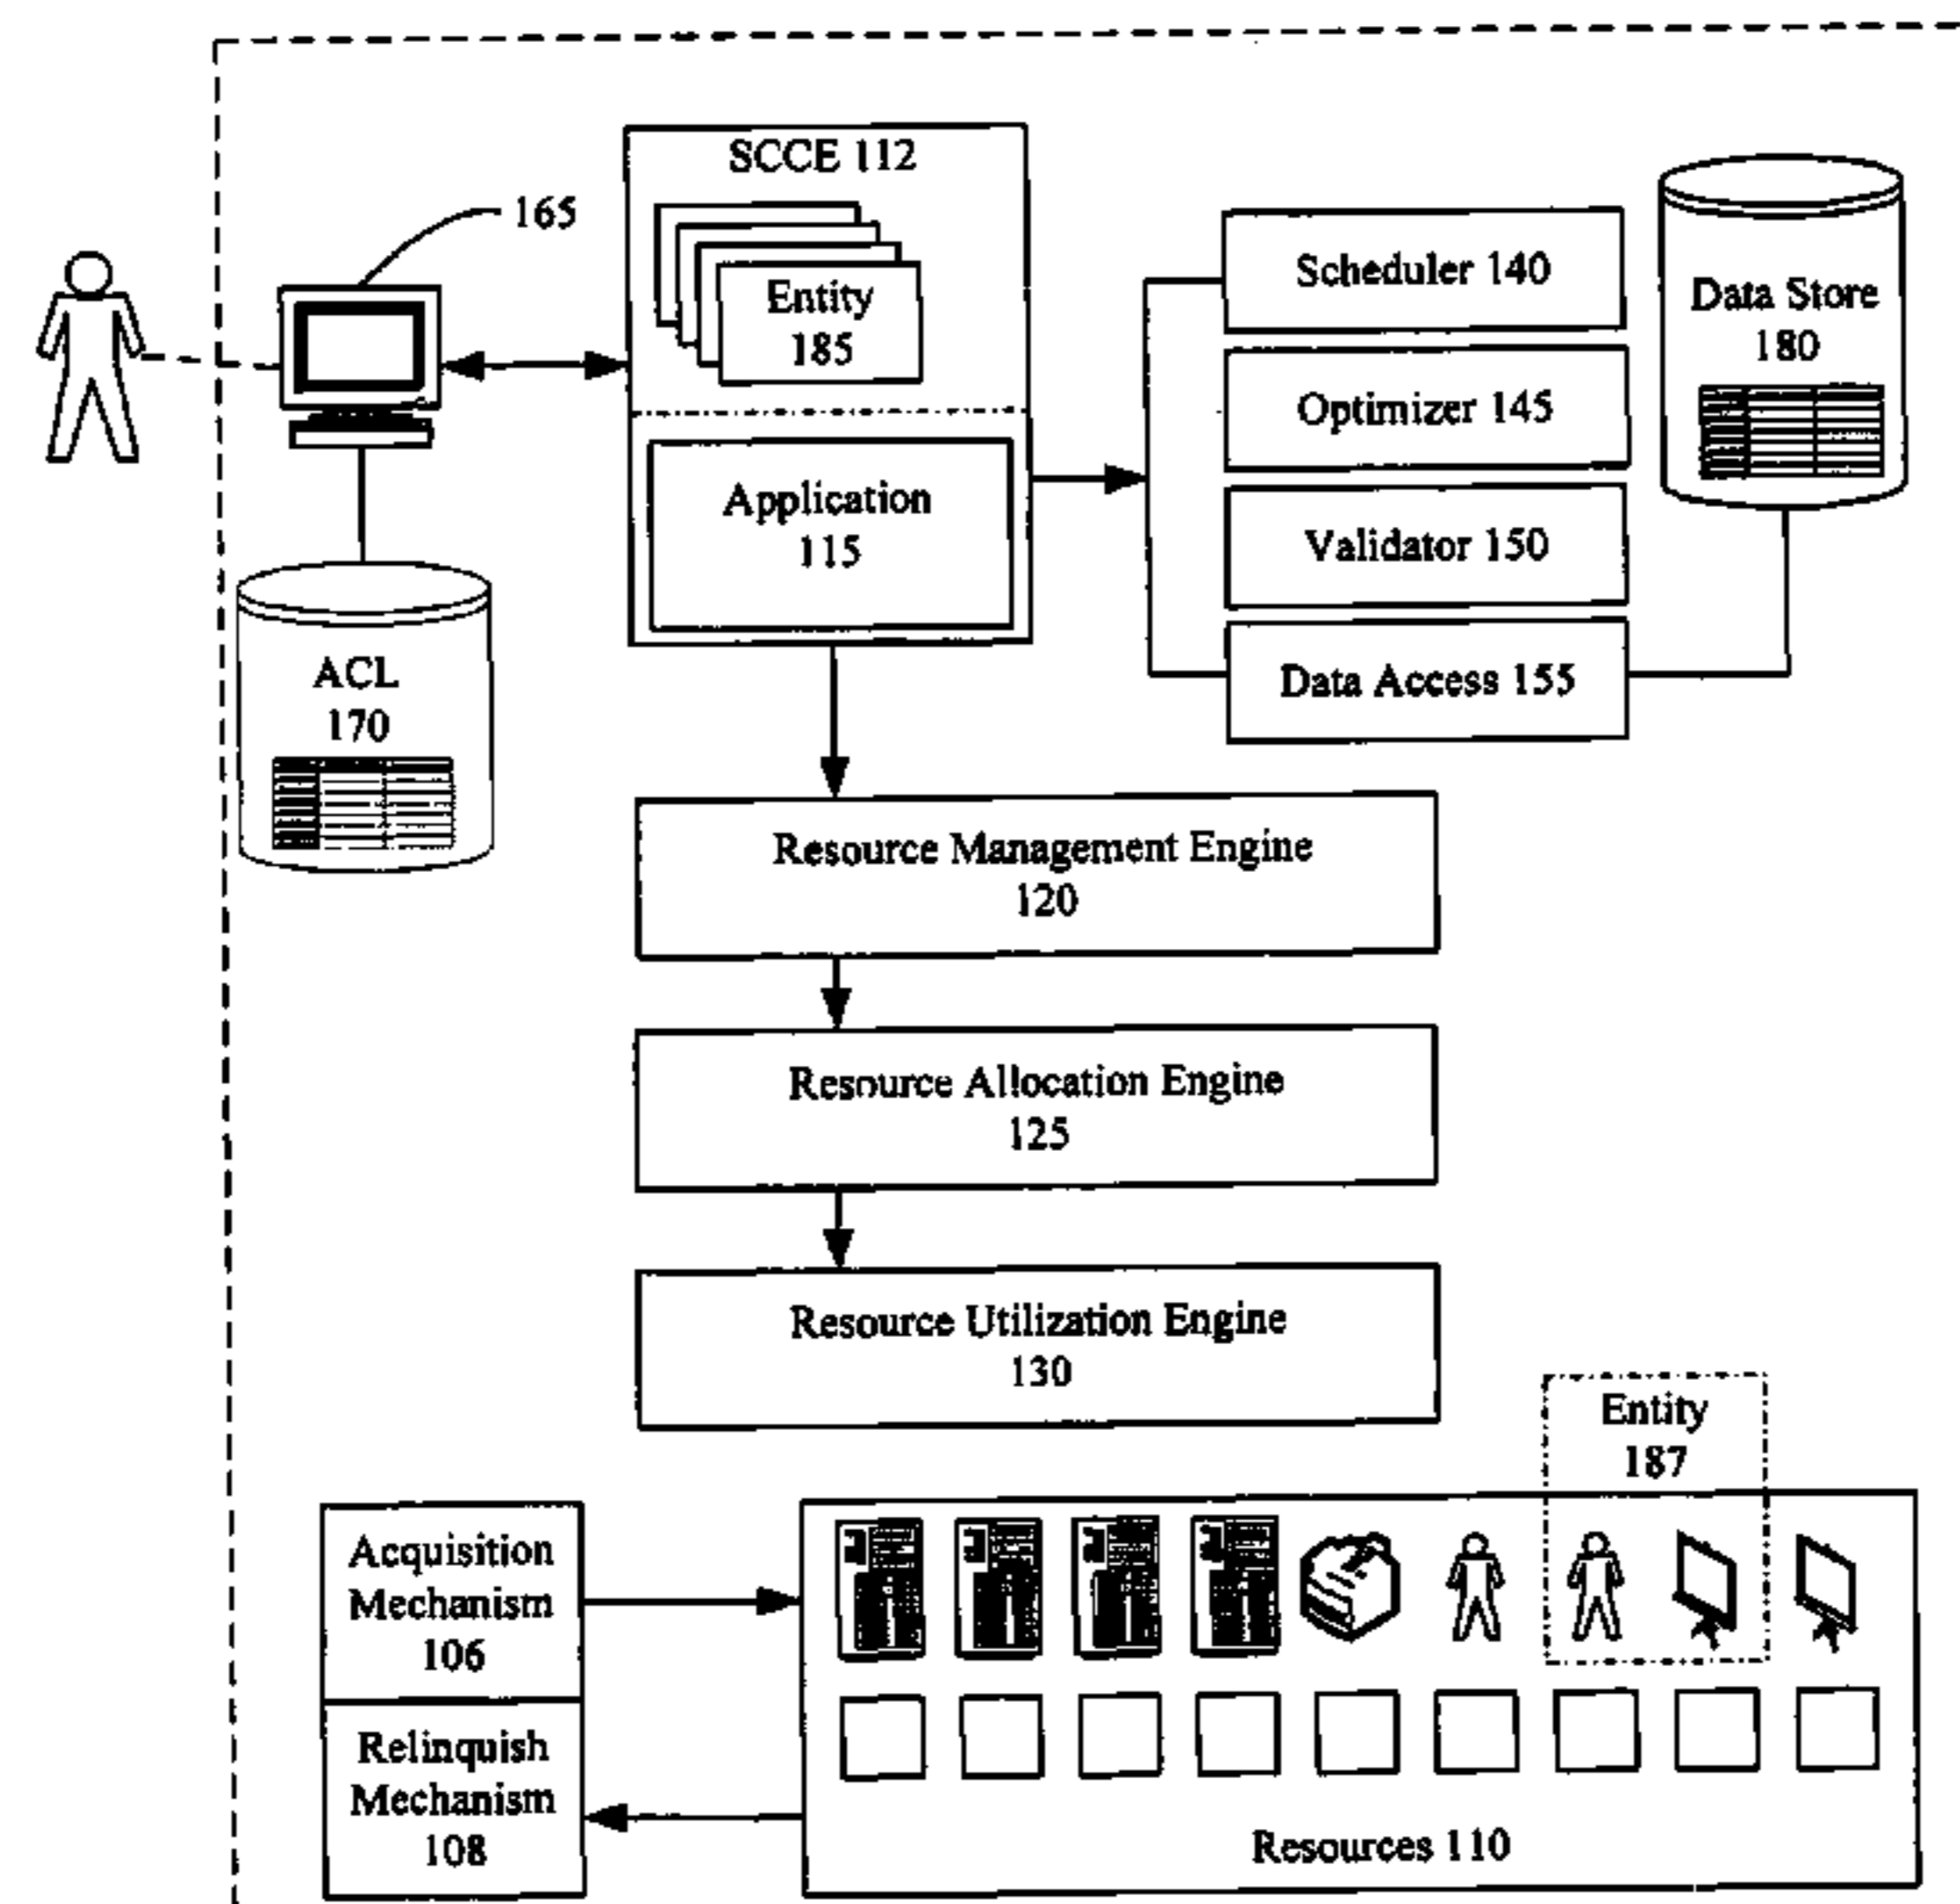 SCCE 112
165
Entity
185
Application
115
Scheduler 140
Optimizer 145
Validator 150
Data Access 155
Data Store
180
ACL
170
Resource Management Engine
120
Resource Allocation Engine
125
Resource Utilization Engine
130
Entity
187
Acquisition
Mechanism
106
Relinquish
Mechanism
108
Resources 110